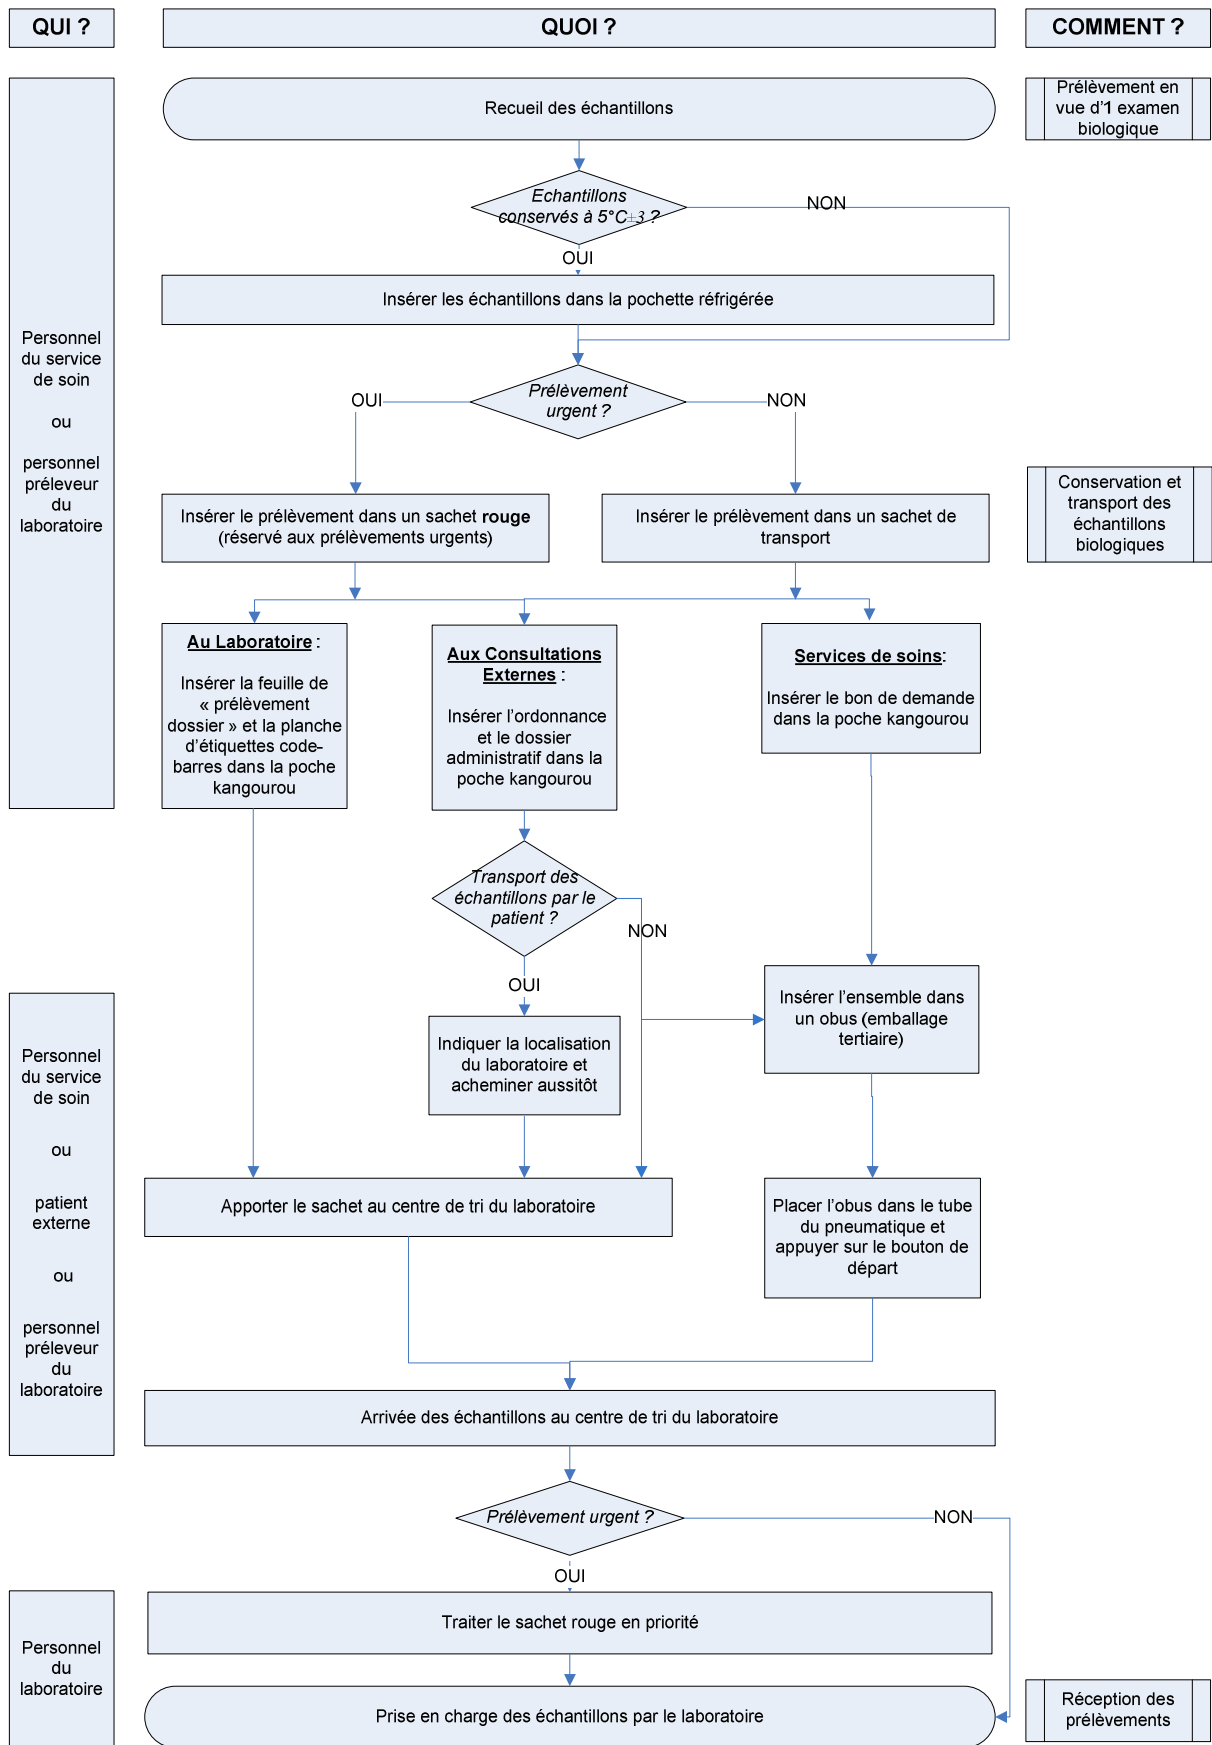 QUI ?
QUOI ?
COMMENT ?
Recueil des échantillons
Prélèvement en
vue d'1 examen
biologique
Echantillons
conservés à 5°C±3 ?
NON
OUI
Insérer les échantillons dans la pochette réfrigérée
Personnel
du service
de soin
ou
personnel
préleveur
du
laboratoire
Prélèvement
urgent ?
OUI
NON
Insérer le prélèvement dans un sachet rouge
(réservé aux prélèvements urgents)
Insérer le prélèvement dans un sachet de
transport
Conservation et
transport des
échantillons
biologiques
Au Laboratoire :
Insérer la feuille de
« prélèvement
dossier » et la planche
d'étiquettes code-
barres dans la poche
kangourou
Aux Consultations
Externes :
Insérer l'ordonnance
et le dossier
administratif dans la
poche kangourou
Services de soins:
Insérer le bon de demande
dans la poche kangourou
Transport des
échantillons par le
patient ?
NON
OUI
Indiquer la localisation
du laboratoire et
acheminer aussitôt
Insérer l'ensemble dans
un obus (emballage
tertiaire)
Personnel
du service
de soin
ou
patient
externe
ou
personnel
préleveur
du
laboratoire
Apporter le sachet au centre de tri du laboratoire
Placer l'obus dans le tube
du pneumatique et
appuyer sur le bouton de
départ
Arrivée des échantillons au centre de tri du laboratoire
Prélèvement urgent ?
NON
OUI
Traiter le sachet rouge en priorité
Personnel
du
laboratoire
Prise en charge des échantillons par le laboratoire
Réception des
prélèvements